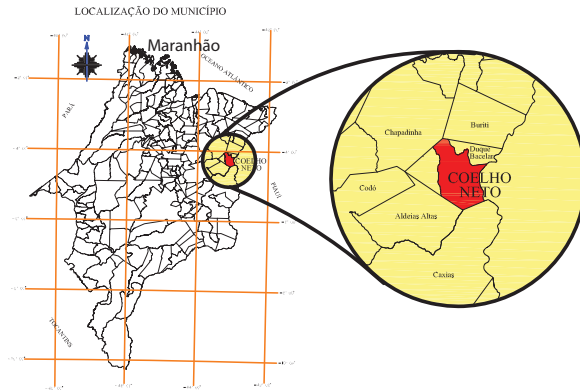 LOCALIZAÇÃO DO MUNICÍPIO
N
Maranhão
OCEANO ATLÂNTICO
PARÁ
COELHO
NETO
PIAUÍ
TOCANTINS
Buriti
Chapadinha
Duque
Bacelar
COELHO
NETO
Codó
Aldeias Altas
Caxias